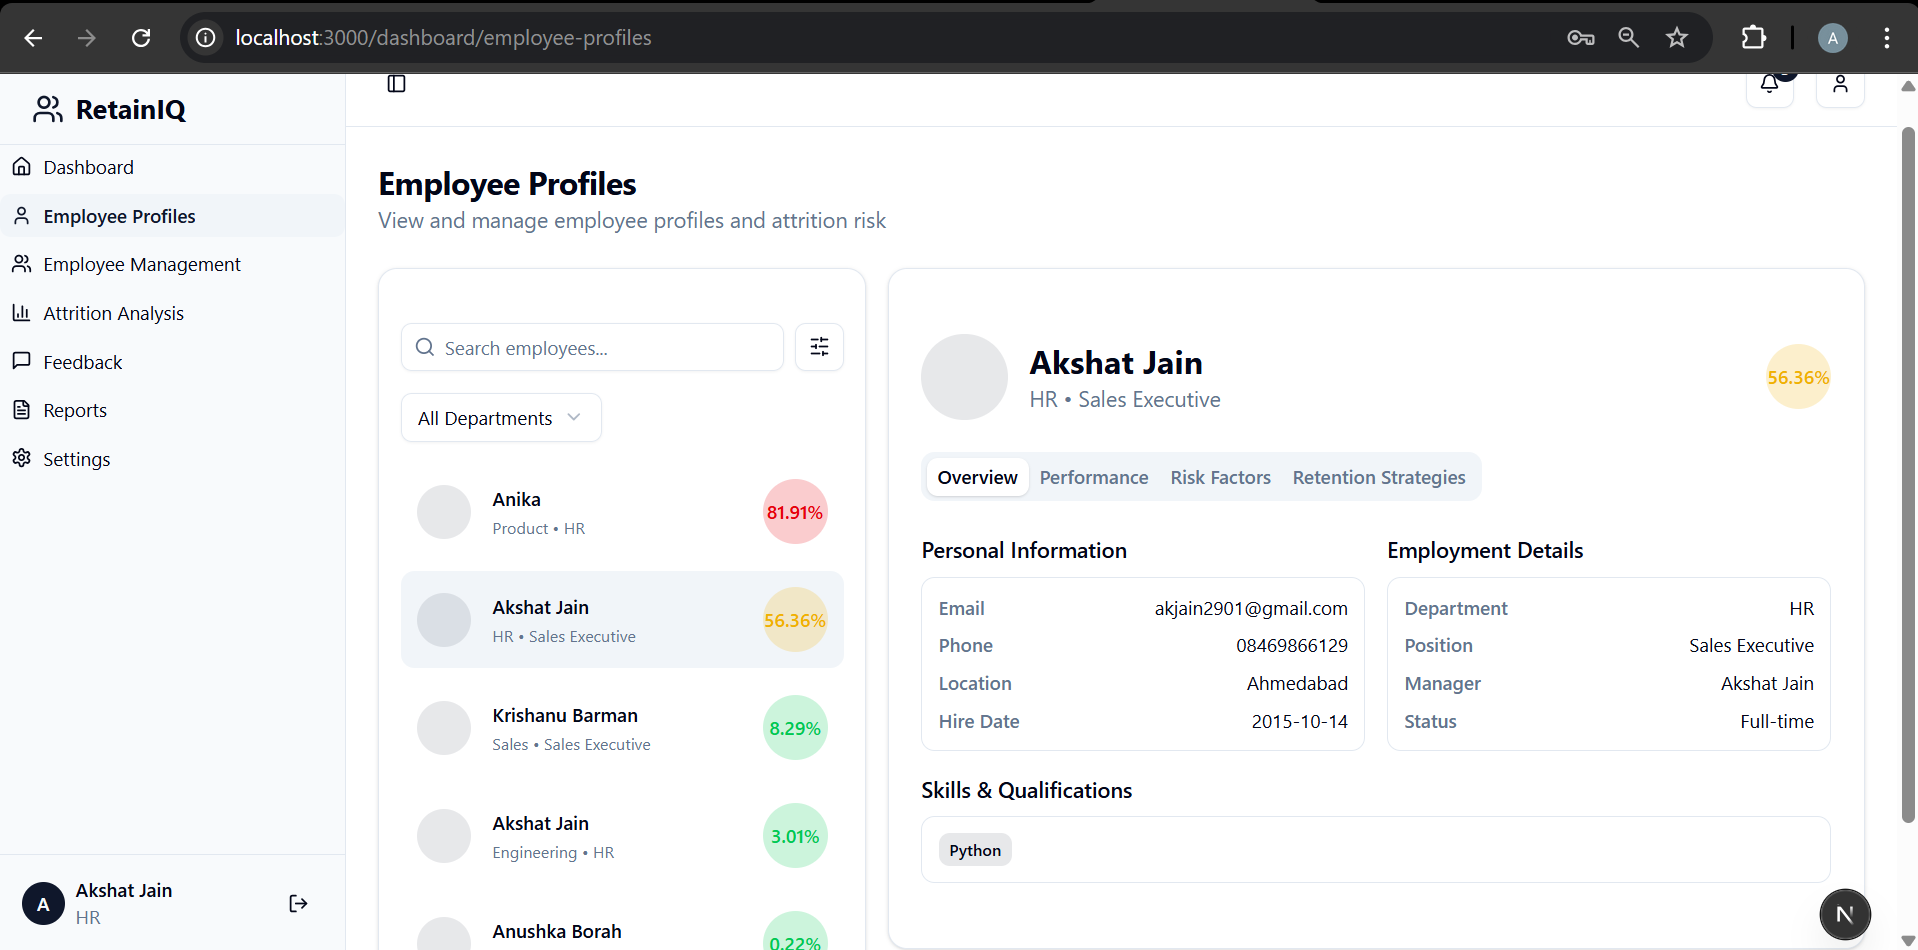 localhost:3000/dashboard/employee-profiles
A
RetainIQ
Dashboard
Employee Profiles
Employee Management
Attrition Analysis
Feedback
Reports
Settings
A
Akshat Jain
HR
Employee Profiles
View and manage employee profiles and attrition risk
Search employees...
All Departments
Anika
Product • HR
81.91%
Akshat Jain
HR • Sales Executive
56.36%
Krishanu Barman
Sales • Sales Executive
8.29%
Akshat Jain
Engineering • HR
3.01%
Anushka Borah
0.22%
Akshat Jain
HR • Sales Executive
56.36%
Overview Performance Risk Factors Retention Strategies
Personal Information
Email akjain2901@gmail.com
Phone 08469866129
Location Ahmedabad
Hire Date 2015-10-14
Employment Details
Department HR
Position Sales Executive
Manager Akshat Jain
Status Full-time
Skills & Qualifications
Python
N